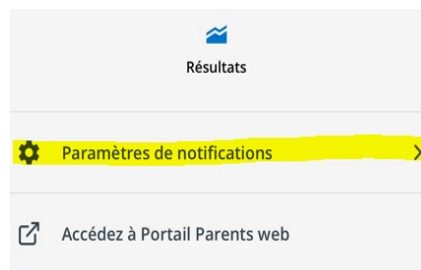 Résultats
Paramètres de notifications
Accédez à Portail Parents web